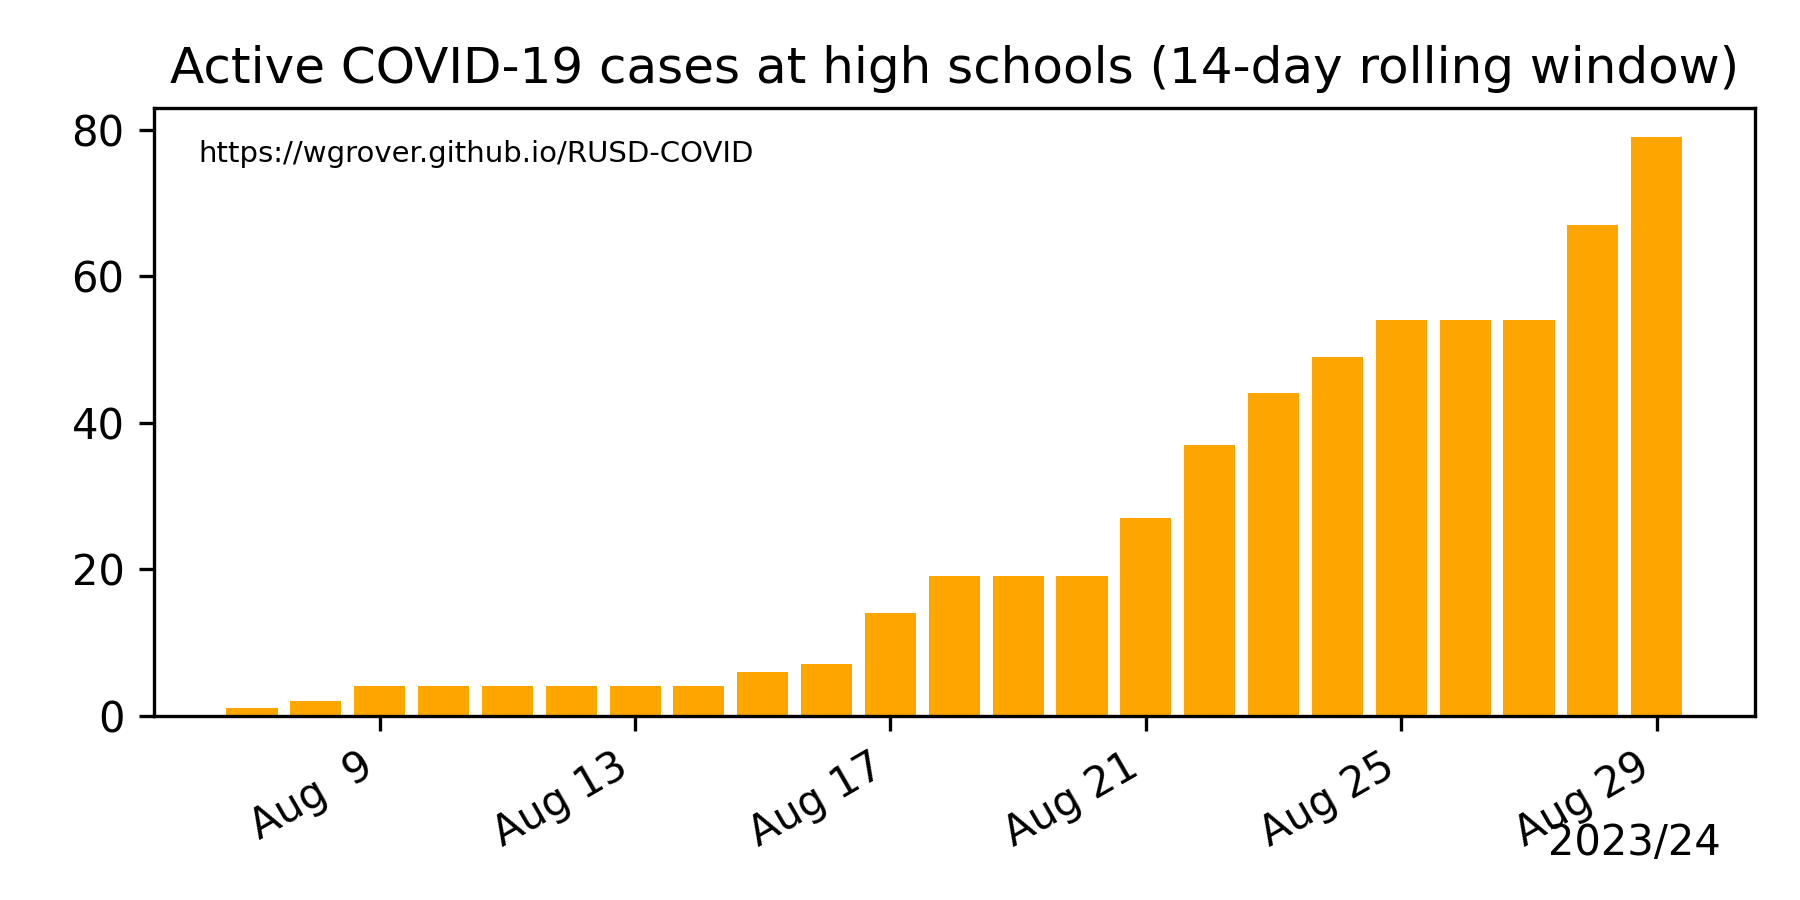 Active COVID-19 cases at high schools (14-day rolling window)
https://wgrover.github.io/RUSD-COVID
80
60
40
20
0
Aug  9
Aug 13
Aug 17
Aug 21
Aug 25
Aug 29
2023/24